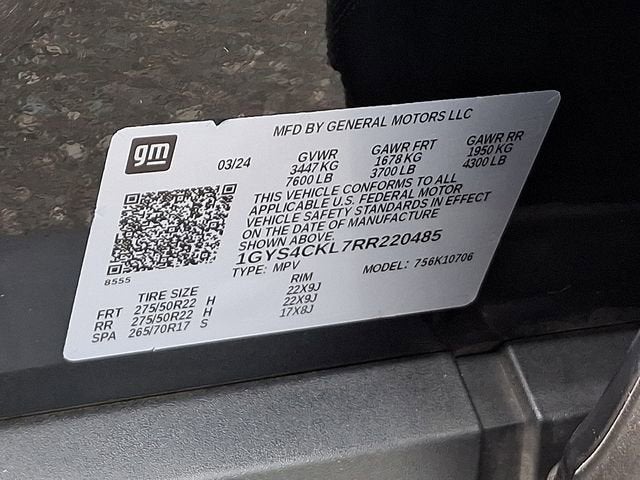 MFD BY GENERAL MOTORS LLC
gm
03/24
GVWR GAWR FRT GAWR RR
3447 KG 1678 KG 1950 KG
7600 LB 3700 LB 4300 LB
THIS VEHICLE CONFORMS TO ALL
APPLICABLE U.S. FEDERAL MOTOR
VEHICLE SAFETY STANDARDS IN EFFECT
ON THE DATE OF MANUFACTURE
SHOWN ABOVE.
1GYS4CKL7RR220485
TYPE: MPV MODEL: 756K10706
8555
TIRE SIZE RIM
FRT 275/50R22 H 22X9J
RR 275/50R22 H 22X9J
SPA 265/70R17 S 17X8J